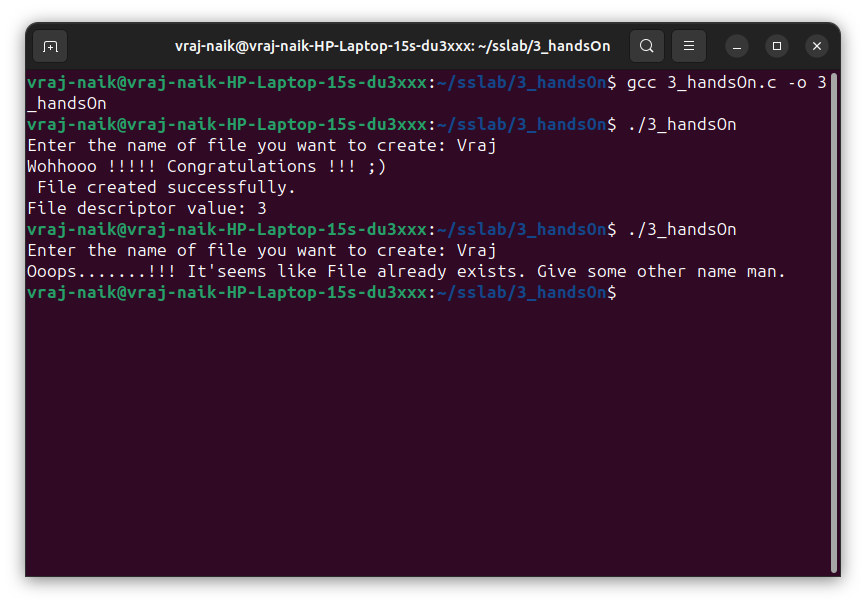 vraj-naik@vraj-naik-HP-Laptop-15s-du3xxx: ~/sslab/3_handsOn
vraj-naik@vraj-naik-HP-Laptop-15s-du3xxx:~/sslab/3_handsOn$ gcc 3_handsOn.c -o 3
_handsOn
vraj-naik@vraj-naik-HP-Laptop-15s-du3xxx:~/sslab/3_handsOn$ ./3_handsOn
Enter the name of file you want to create: Vraj
Wohhooo !!!!! Congratulations !!! ;)
 File created successfully.
File descriptor value: 3
vraj-naik@vraj-naik-HP-Laptop-15s-du3xxx:~/sslab/3_handsOn$ ./3_handsOn
Enter the name of file you want to create: Vraj
Ooops.......!!! It'seems like File already exists. Give some other name man.
vraj-naik@vraj-naik-HP-Laptop-15s-du3xxx:~/sslab/3_handsOn$